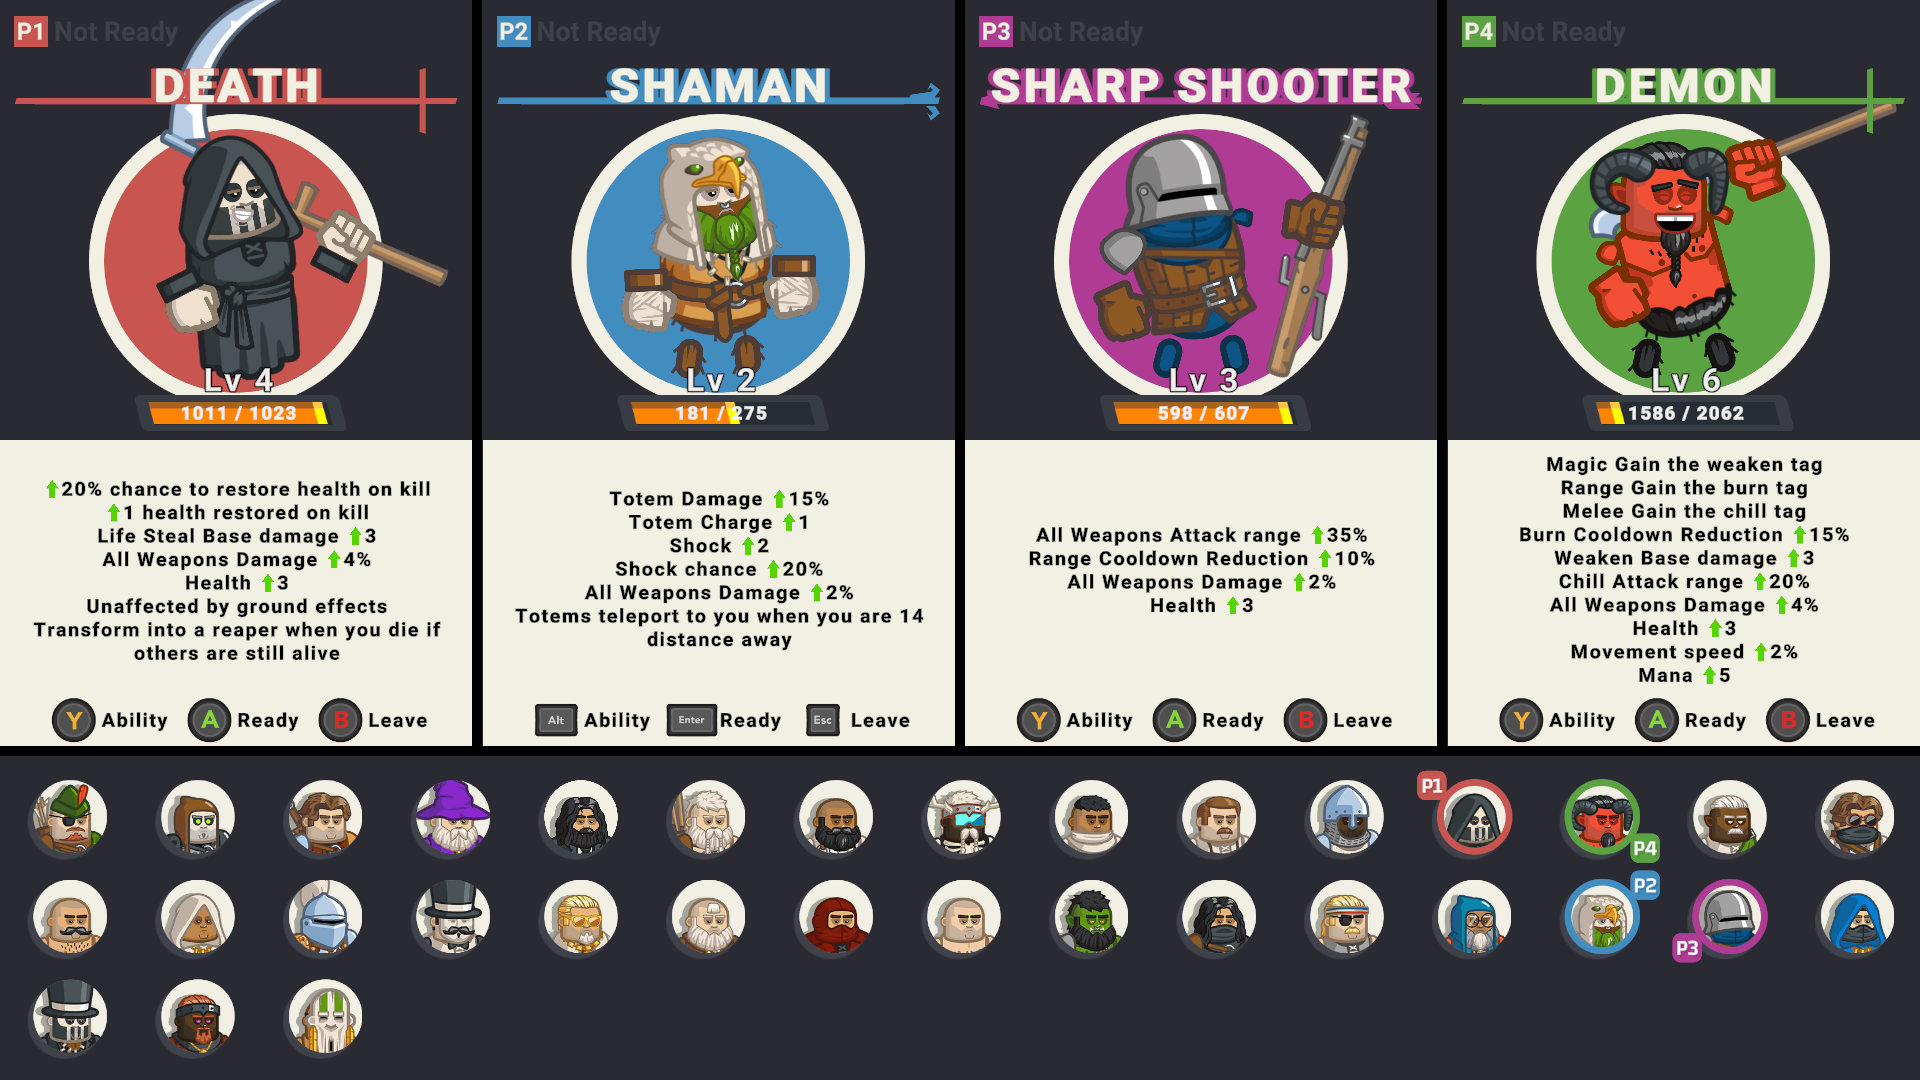 P1 Not Ready
DEATH
Lv 4
1011 / 1023
20% chance to restore health on kill
1 health restored on kill
Life Steal Base damage 3
All Weapons Damage 4%
Health 3
Unaffected by ground effects
Transform into a reaper when you die if
others are still alive
Y Ability A Ready B Leave
P2 Not Ready
SHAMAN
Lv 2
181 / 275
Totem Damage 15%
Totem Charge 1
Shock 2
Shock chance 20%
All Weapons Damage 2%
Totems teleport to you when you are 14
distance away
Alt Ability Enter Ready Esc Leave
P3 Not Ready
SHARP SHOOTER
Lv 3
598 / 607
All Weapons Attack range 35%
Range Cooldown Reduction 10%
All Weapons Damage 2%
Health 3
Y Ability A Ready B Leave
P4 Not Ready
DEMON
Lv 6
1586 / 2062
Magic Gain the weaken tag
Range Gain the burn tag
Melee Gain the chill tag
Burn Cooldown Reduction 15%
Weaken Base damage 3
Chill Attack range 20%
All Weapons Damage 4%
Health 3
Movement speed 2%
Mana 5
Y Ability A Ready B Leave
P1
P4
P2
P3